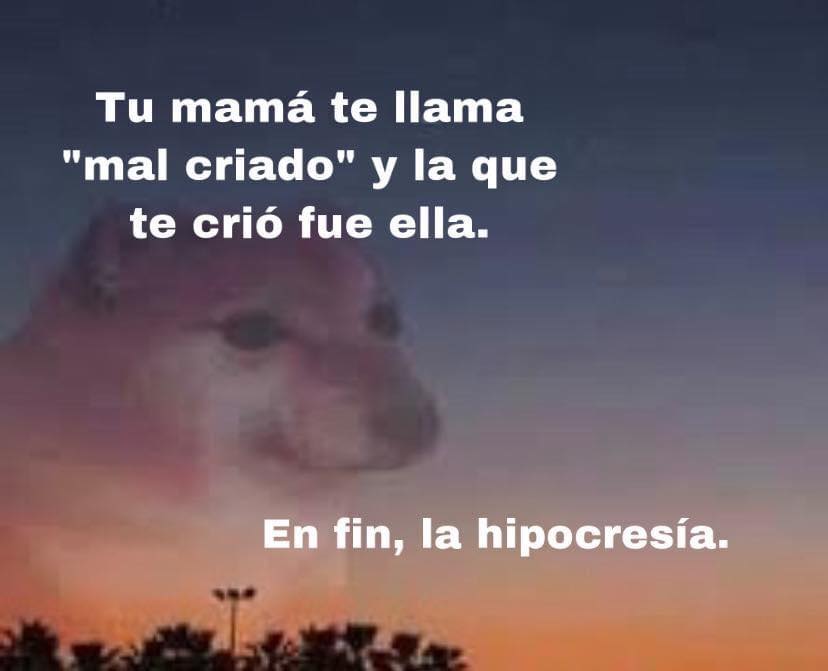 Tu mamá te llama
"mal criado" y la que
te crió fue ella.
En fin, la hipocresía.